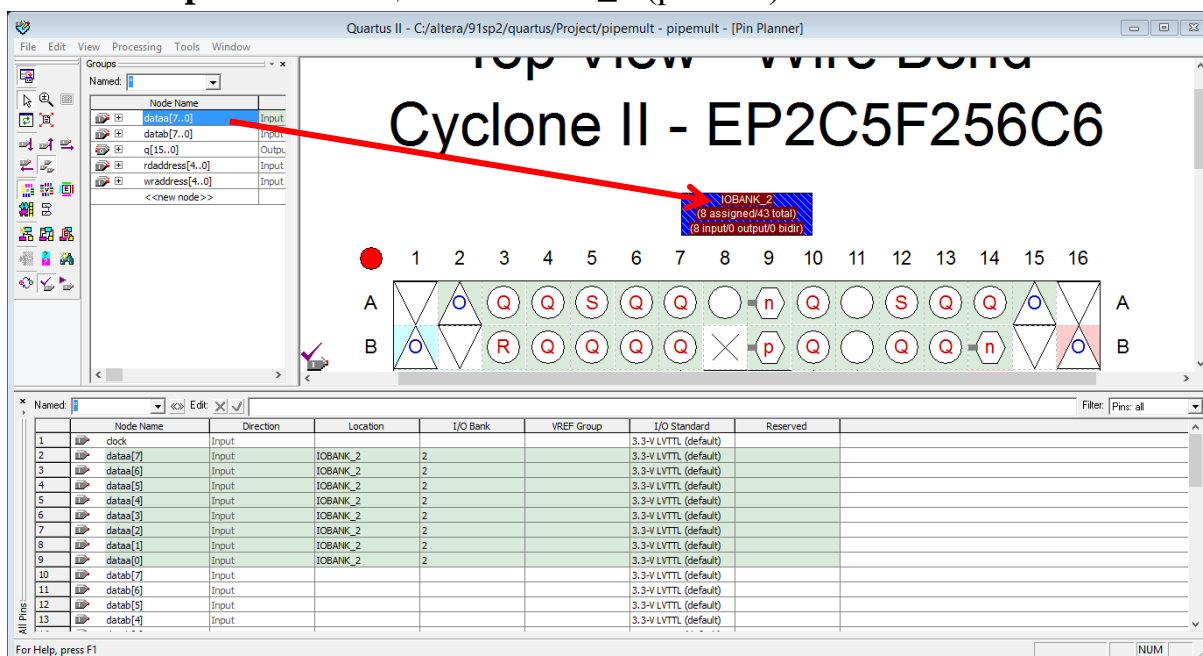 Quartus II - C:/altera/91sp2/quartus/Project/pipemult - pipemult - [Pin Planner]
File Edit View Processing Tools Window
Groups
Named: *
Node Name
dataa[7..0] Input
datab[7..0] Input
q[15..0] Outpu
rdaddress[4..0] Input
wraddress[4..0] Input
<<new node>>
Top View - Wire Bond
Cyclone II - EP2C5F256C6
IOBANK_2
(8 assigned/43 total)
(8 input/0 output/0 bidir)
1 2 3 4 5 6 7 8 9 10 11 12 13 14 15 16
A O Q Q S Q Q n Q S Q Q O A
B O R Q Q Q Q p Q Q Q n O B
Named: * Edit: Filter: Pins: all
Node Name Direction Location I/O Bank VREF Group I/O Standard Reserved
1 clock Input 3.3-V LVTTL (default)
2 dataa[7] Input IOBANK_2 2 3.3-V LVTTL (default)
3 dataa[6] Input IOBANK_2 2 3.3-V LVTTL (default)
4 dataa[5] Input IOBANK_2 2 3.3-V LVTTL (default)
5 dataa[4] Input IOBANK_2 2 3.3-V LVTTL (default)
6 dataa[3] Input IOBANK_2 2 3.3-V LVTTL (default)
7 dataa[2] Input IOBANK_2 2 3.3-V LVTTL (default)
8 dataa[1] Input IOBANK_2 2 3.3-V LVTTL (default)
9 dataa[0] Input IOBANK_2 2 3.3-V LVTTL (default)
10 datab[7] Input 3.3-V LVTTL (default)
11 datab[6] Input 3.3-V LVTTL (default)
12 datab[5] Input 3.3-V LVTTL (default)
13 datab[4] Input 3.3-V LVTTL (default)
All Pins
For Help, press F1
NUM